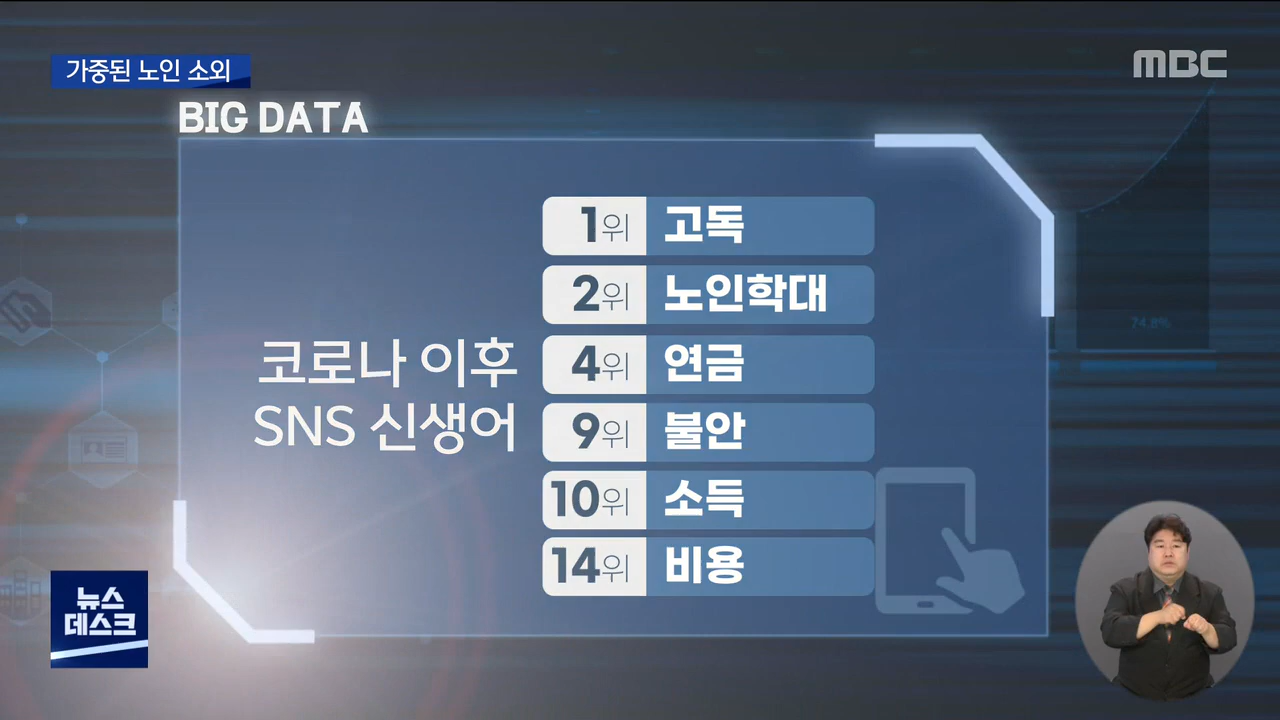 가중된 노인 소외
MBC
BIG DATA
코로나 이후
SNS 신생어
1위 고독
2위 노인학대
4위 연금
9위 불안
10위 소득
14위 비용
74.8%
뉴스
데스크